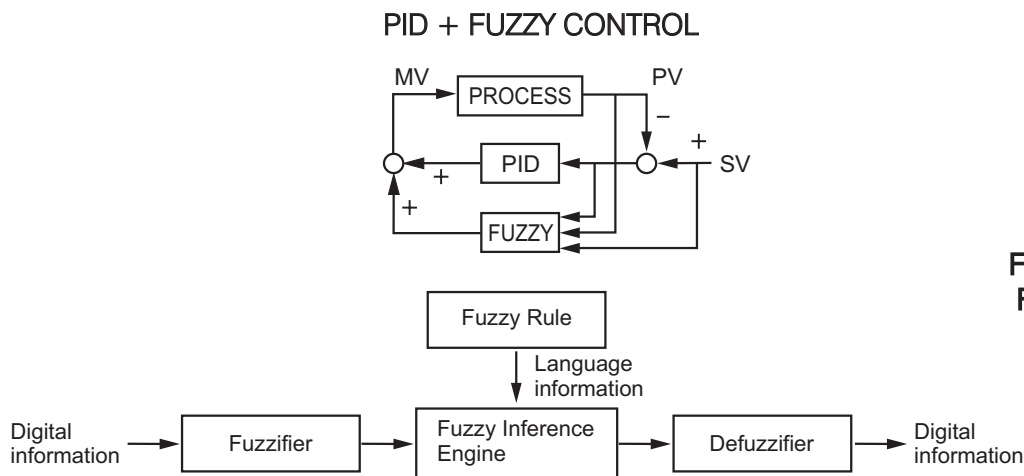 PID + FUZZY CONTROL
MV
PROCESS
PV
−
+
PID
SV
+
+
FUZZY
F
F
Fuzzy Rule
Language
information
Digital
information
Fuzzifier
Fuzzy Inference
Engine
Defuzzifier
Digital
information